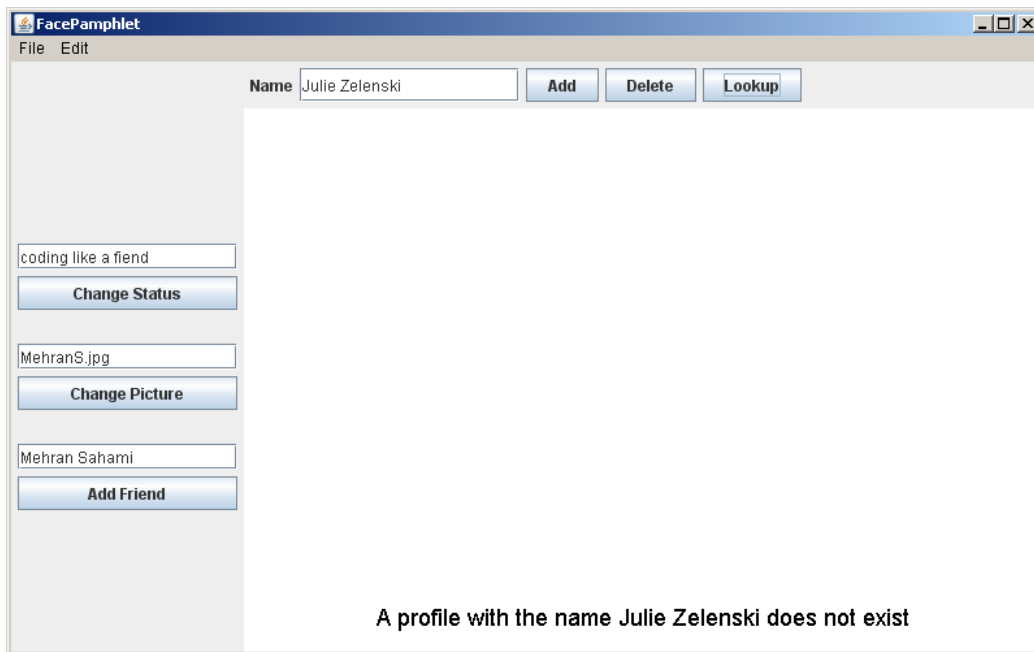 FacePamphlet
File Edit
Name Julie Zelenski Add Delete Lookup
coding like a fiend
Change Status
MehranS.jpg
Change Picture
Mehran Sahami
Add Friend
A profile with the name Julie Zelenski does not exist